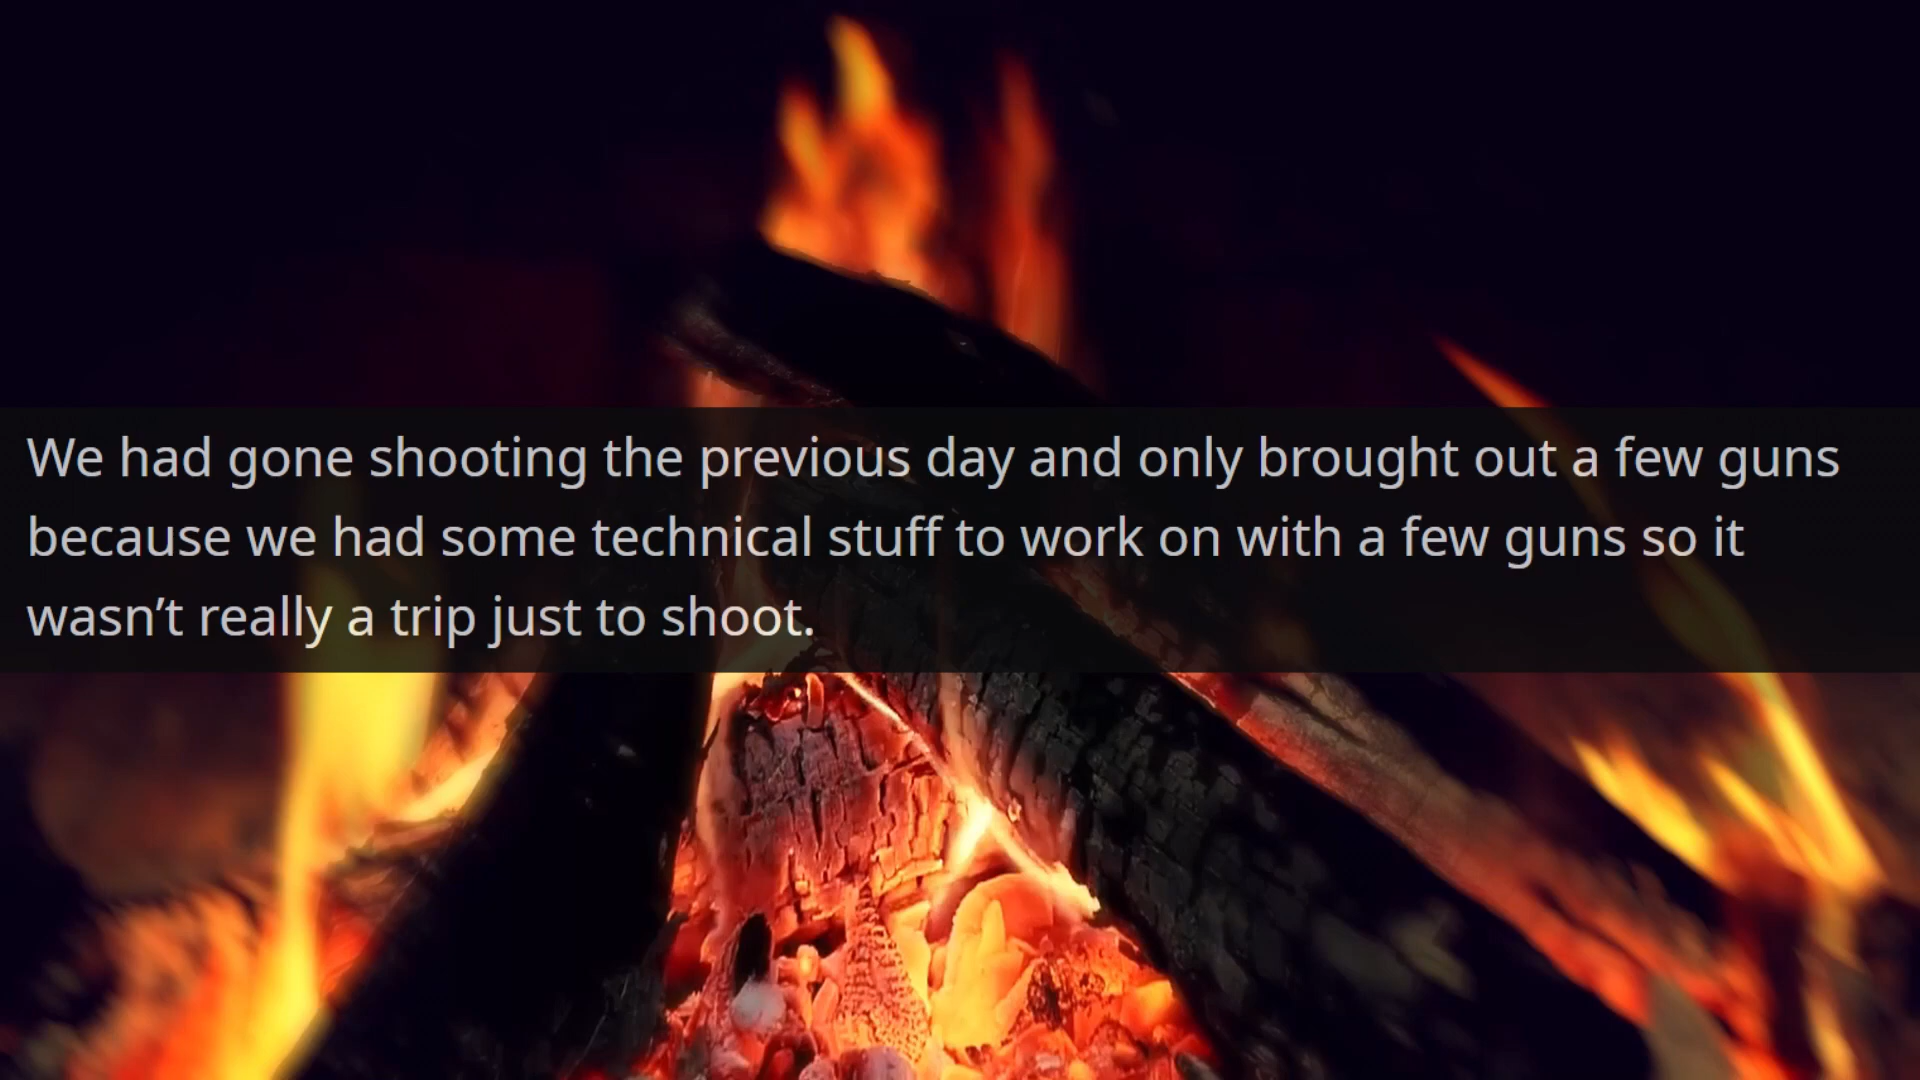 We had gone shooting the previous day and only brought out a few guns
because we had some technical stuff to work on with a few guns so it
wasn’t really a trip just to shoot.